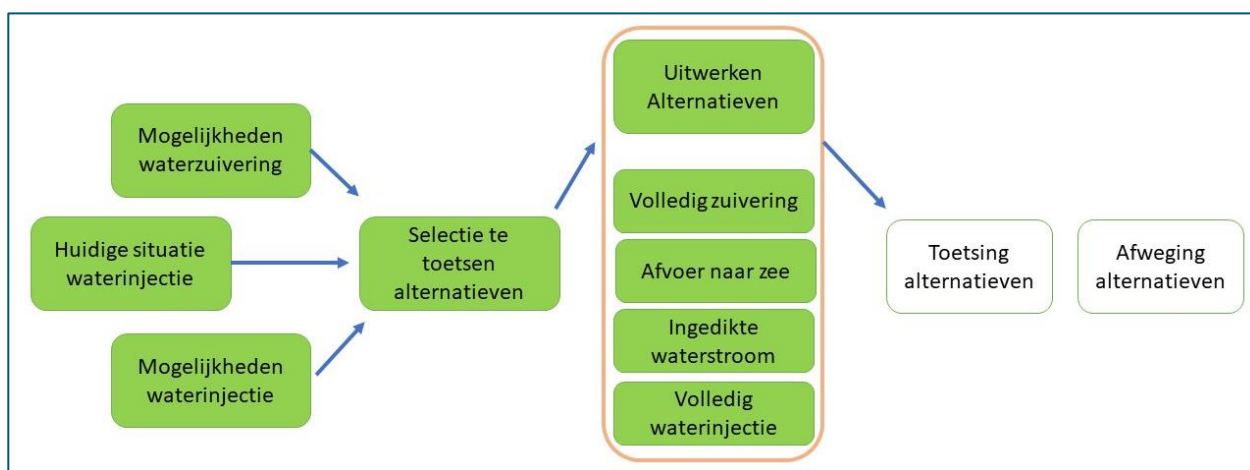 Mogelijkheden
waterzuivering
Huidige situatie
waterinjectie
Mogelijkheden
waterinjectie
Selectie te
toetsen
alternatieven
Uitwerken
Alternatieven
Volledig zuivering
Afvoer naar zee
Ingedikte
waterstroom
Volledig
waterinjectie
Toetsing
alternatieven
Afweging
alternatieven